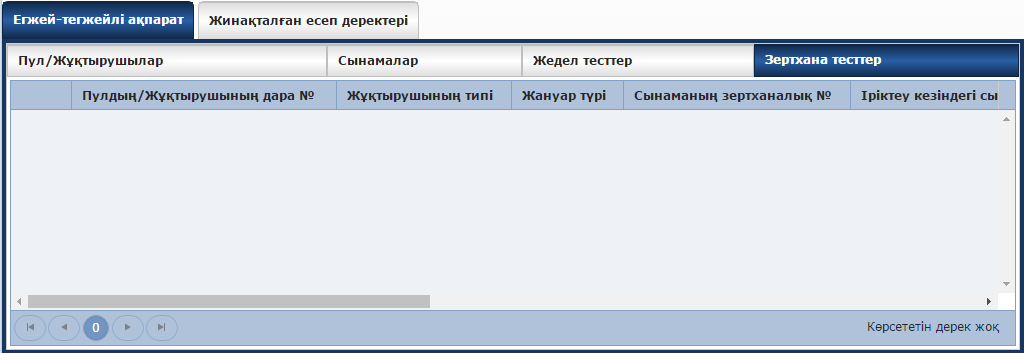 Егжей-тегжейлі ақпарат Жинақталған есеп деректері
Пул/Жұқтырушылар Сынамалар Жедел тесттер Зертхана тесттер
Пулдың/Жұқтырушының дара № Жұқтырушының типі Жануар түрі Сынаманың зертханалық № Іріктеу кезіндегі сы
0 Көрсететін дерек жоқ